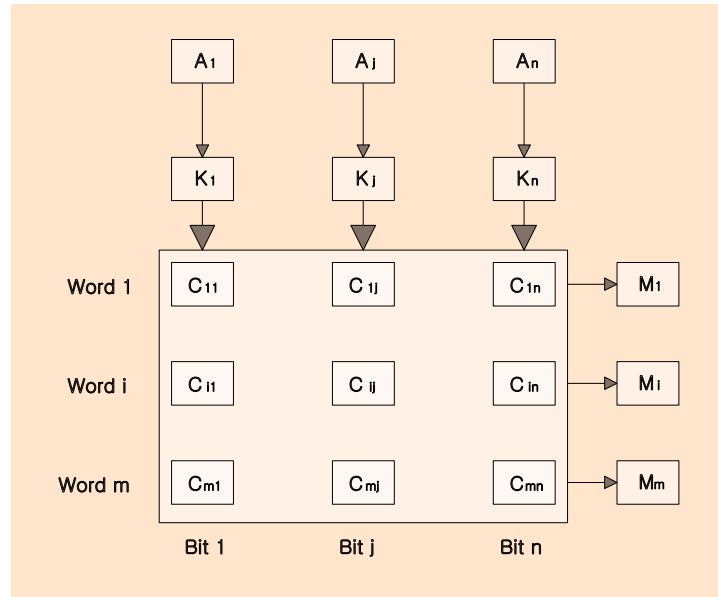 A1 Aj An
K1 Kj Kn
Word 1 C11 C1j C1n M1
Word i Ci1 Cij Cin Mi
Word m Cm1 Cmj Cmn Mm
Bit 1 Bit j Bit n